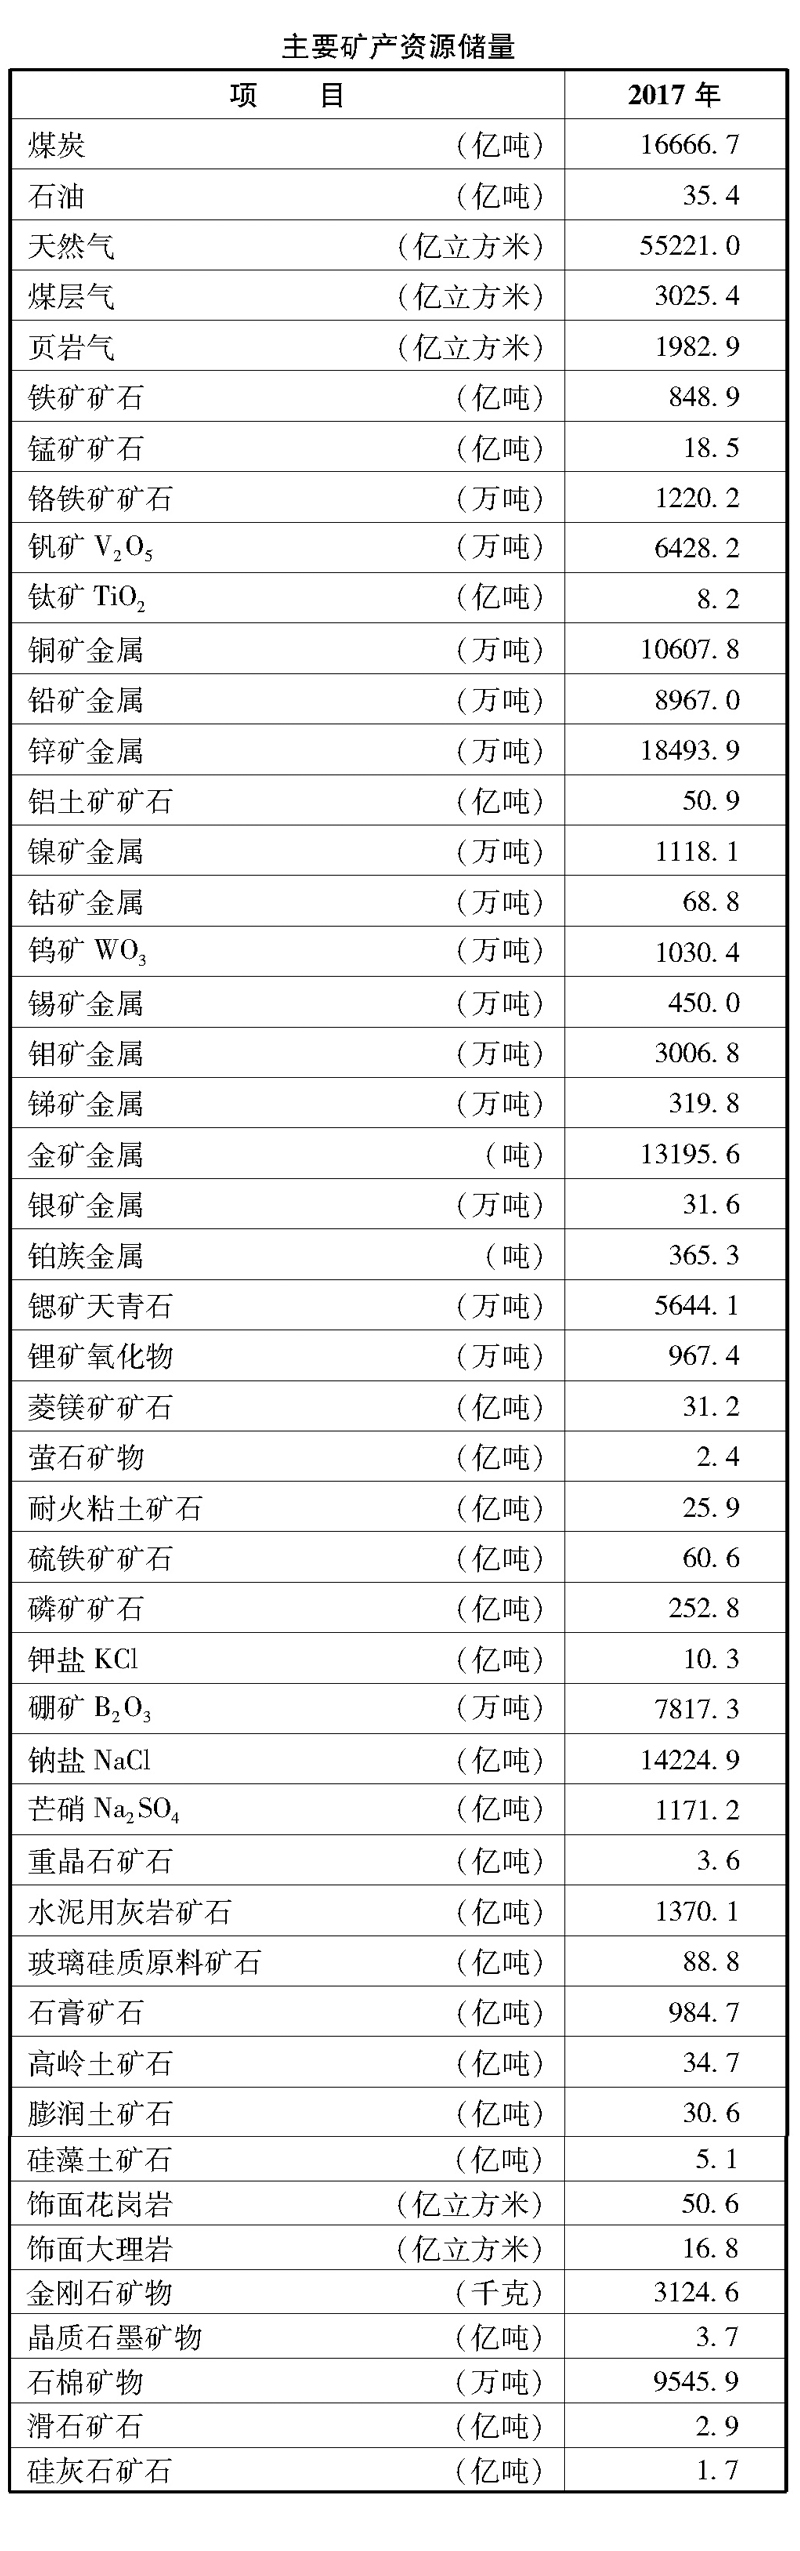 主要矿产资源储量
项 目 2017 年
煤炭 (亿吨) 16666.7
石油 (亿吨) 35.4
天然气 (亿立方米) 55221.0
煤层气 (亿立方米) 3025.4
页岩气 (亿立方米) 1982.9
铁矿矿石 (亿吨) 848.9
锰矿矿石 (亿吨) 18.5
铬铁矿矿石 (万吨) 1220.2
钒矿 V₂O₅ (万吨) 6428.2
钛矿 TiO₂ (亿吨) 8.2
铜矿金属 (万吨) 10607.8
铅矿金属 (万吨) 8967.0
锌矿金属 (万吨) 18493.9
铝土矿矿石 (亿吨) 50.9
镍矿金属 (万吨) 1118.1
钴矿金属 (万吨) 68.8
钨矿 WO₃ (万吨) 1030.4
锡矿金属 (万吨) 450.0
钼矿金属 (万吨) 3006.8
锑矿金属 (万吨) 319.8
金矿金属 (吨) 13195.6
银矿金属 (万吨) 31.6
铂族金属 (吨) 365.3
锶矿天青石 (万吨) 5644.1
锂矿氧化物 (万吨) 967.4
菱镁矿矿石 (亿吨) 31.2
萤石矿物 (亿吨) 2.4
耐火粘土矿石 (亿吨) 25.9
硫铁矿矿石 (亿吨) 60.6
磷矿矿石 (亿吨) 252.8
钾盐 KCl (亿吨) 10.3
硼矿 B₂O₃ (万吨) 7817.3
钠盐 NaCl (亿吨) 14224.9
芒硝 Na₂SO₄ (亿吨) 1171.2
重晶石矿石 (亿吨) 3.6
水泥用灰岩矿石 (亿吨) 1370.1
玻璃硅质原料矿石 (亿吨) 88.8
石膏矿石 (亿吨) 984.7
高岭土矿石 (亿吨) 34.7
膨润土矿石 (亿吨) 30.6
硅藻土矿石 (亿吨) 5.1
饰面花岗岩 (亿立方米) 50.6
饰面大理岩 (亿立方米) 16.8
金刚石矿物 (千克) 3124.6
晶质石墨矿物 (亿吨) 3.7
石棉矿物 (万吨) 9545.9
滑石矿石 (亿吨) 2.9
硅灰石矿石 (亿吨) 1.7